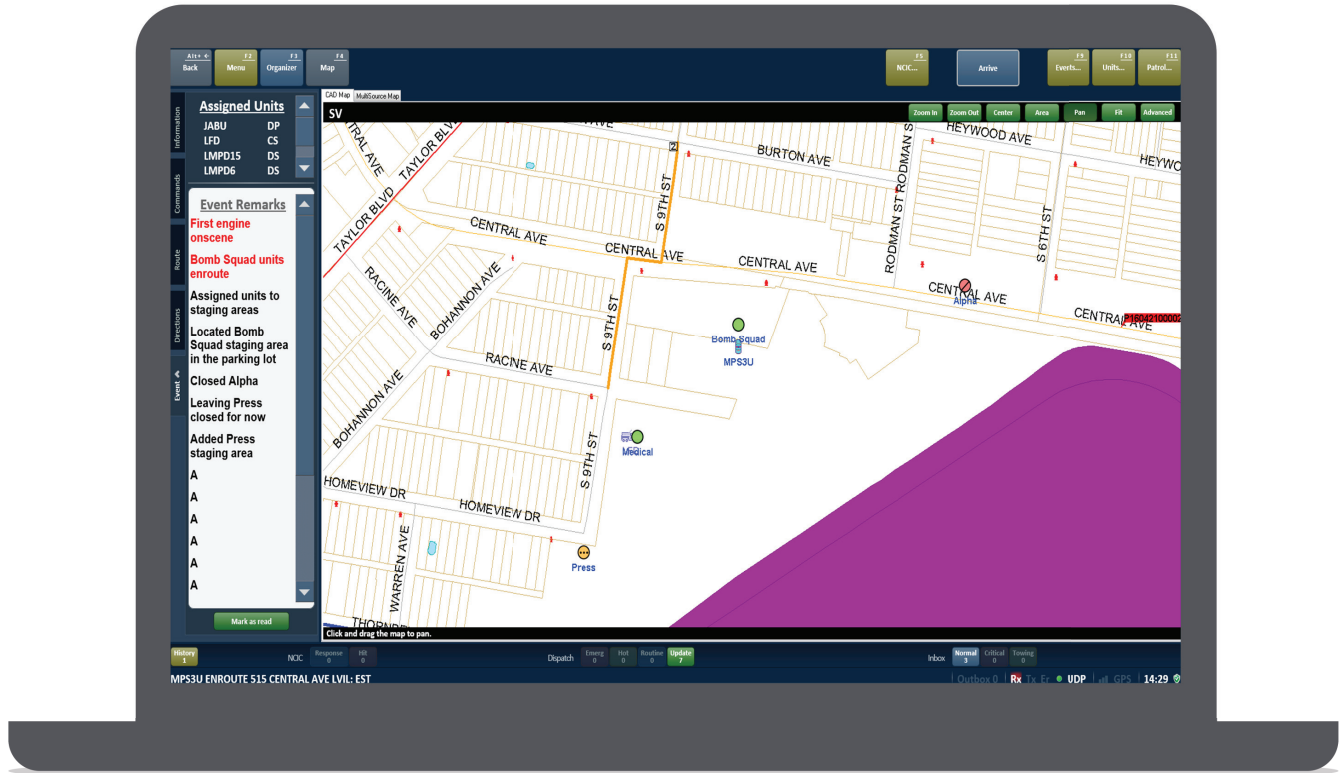 Alt+ ← F2 F3 F4 F5 F9 F10 F11
Back Menu Organizer Map NCIC... Arrive Everts... Units... Patrol...
CAD Map MultiSource Map
SV Zoom In Zoom Out Center Area Pan Fit Advanced
Information
Commands
Route
Directions
Event
Assigned Units
JABU DP
LFD CS
LMPD15 DS
LMPD6 DS
Event Remarks
First engine
onscene
Bomb Squad units
enroute
Assigned units to
staging areas
Located Bomb
Squad staging area
in the parking lot
Closed Alpha
Leaving Press
closed for now
Added Press
staging area
A
A
A
A
A
A
Mark as read
TRAL AVE
TAYLOR BLV
TAYLOR BLVD
AVE
2
BURTON AVE
RODMAN S
RODMAN ST
HEYWOOD AVE
HEYWO
S 9TH ST
S 6TH ST
CENTRAL AVE
CENTRAL AVE
CENTRAL AVE
CENTRAL AVE
Alpha
CENTRAL AVE
P16042100002
RACINE AVE
BOHANNON AVE
S 9TH ST
Bomb Squad
MPS3U
RACINE AVE
BOHANNON AVE
Medical
S 9TH ST
HOMEVIEW DR
HOMEVIEW DR
Press
WARREN AVE
Click and drag the map to pan.
History
1
NCIC
Response
0
Hit
0
Dispatch
Emerg
0
Hot
0
Routine
0
Update
7
Inbox
Normal
3
Critical
0
Towing
0
MPS3U ENROUTE 515 CENTRAL AVE LVIL: EST
Outbox 0 Rx Tx Er UDP GPS 14:29